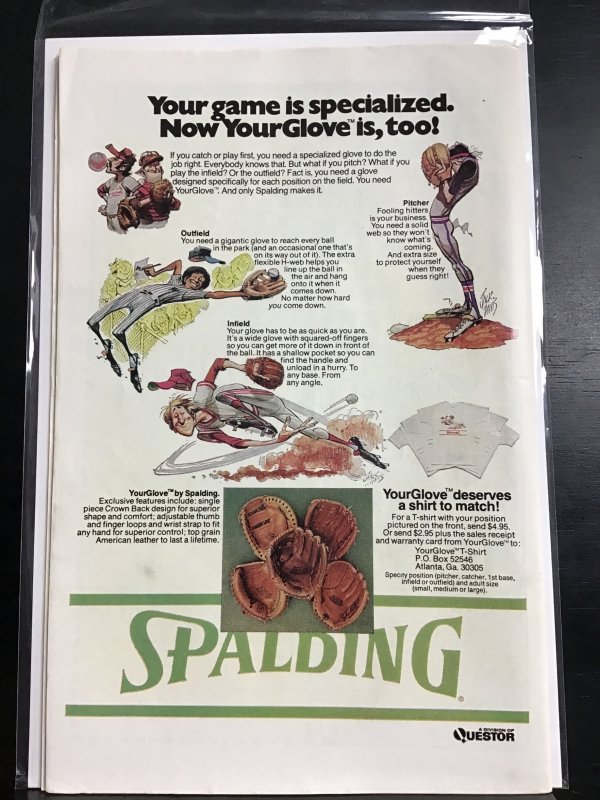 Your game is specialized.
Now YourGlove™ is, too!
If you catch or play first, you need a specialized glove to do the
job right. Everybody knows that. But what if you pitch? What if you
play the infield? Or the outfield? Fact is, you need a glove
designed specifically for each position on the field. You need
YourGlove™. And only Spalding makes it.
Pitcher
Fooling hitters
is your business.
You need a solid
web so they won't
know what's
coming.
And extra size
to protect yourself
when they
guess right!
Outfield
You need a gigantic glove to reach every ball
in the park (and an occasional one that's
on its way out of it). The extra
flexible H-web helps you
line up the ball in
the air and hang
onto it when it
comes down.
No matter how hard
you come down.
Infield
Your glove has to be as quick as you are.
It's a wide glove with squared-off fingers
so you can get more of it down in front of
the ball. It has a shallow pocket so you can
find the handle and
unload in a hurry. To
any base. From
any angle.
YourGlove™ by Spalding.
Exclusive features include: single
piece Crown Back design for superior
shape and comfort; adjustable thumb
and finger loops and wrist strap to fit
any hand for superior control; top grain
American leather to last a lifetime.
YourGlove™ deserves
a shirt to match!
For a T-shirt with your position
pictured on the front, send $4.95.
Or send $2.95 plus the sales receipt
and warranty card from YourGlove™ to:
YourGlove™ T-Shirt
P.O. Box 52546
Atlanta, Ga. 30305
Specify position (pitcher, catcher, 1st base,
infield or outfield) and adult size
(small, medium or large).
SPALDING®
A DIVISION OF
QUESTOR